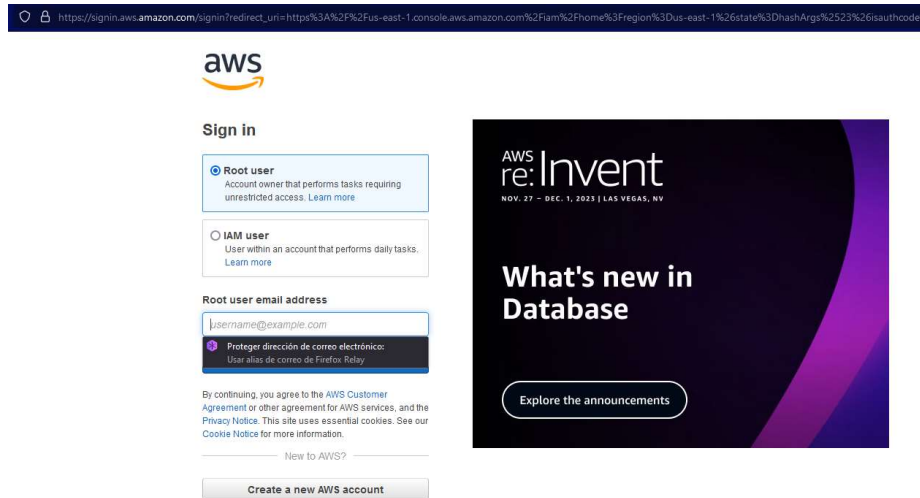 https://signin.aws.amazon.com/signin?redirect_uri=https%3A%2F%2Fus-east-1.console.aws.amazon.com%2Fiam%2Fhome%3Fregion%3Dus-east-1%26state%3DhashArgs%2523%26isauthcode
aws
Sign in
Root user
Account owner that performs tasks requiring
unrestricted access. Learn more
IAM user
User within an account that performs daily tasks.
Learn more
Root user email address
username@example.com
Proteger dirección de correo electrónico:
Usar alias de correo de Firefox Relay
By continuing, you agree to the AWS Customer
Agreement or other agreement for AWS services, and the
Privacy Notice. This site uses essential cookies. See our
Cookie Notice for more information.
New to AWS?
Create a new AWS account
AWS
re:Invent
NOV. 27 – DEC. 1, 2023 | LAS VEGAS, NV
What's new in
Database
Explore the announcements